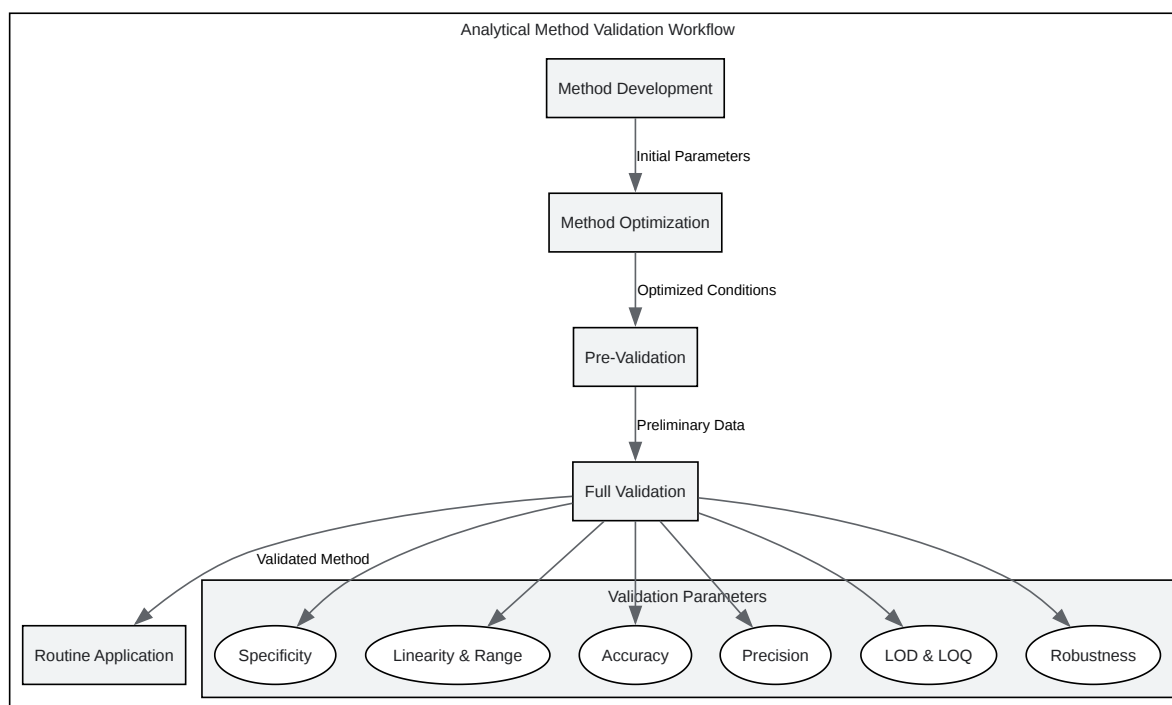 Analytical Method Validation Workflow
Method Development
Initial Parameters
Method Optimization
Optimized Conditions
Pre-Validation
Preliminary Data
Full Validation
Validated Method
Validation Parameters
Routine Application
Specificity
Linearity & Range
Accuracy
Precision
LOD & LOQ
Robustness